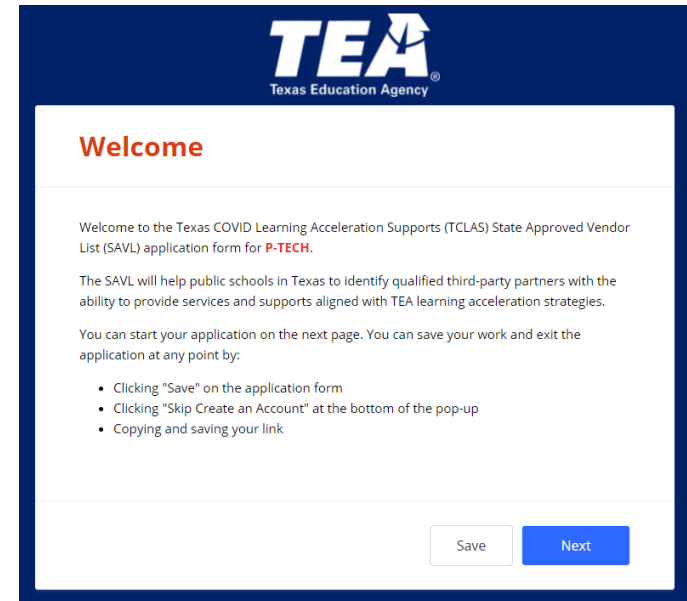 TEA®
Texas Education Agency
Welcome
Welcome to the Texas COVID Learning Acceleration Supports (TCLAS) State Approved Vendor
List (SAVL) application form for P-TECH.
The SAVL will help public schools in Texas to identify qualified third-party partners with the
ability to provide services and supports aligned with TEA learning acceleration strategies.
You can start your application on the next page. You can save your work and exit the
application at any point by:
• Clicking "Save" on the application form
• Clicking "Skip Create an Account" at the bottom of the pop-up
• Copying and saving your link
Save
Next